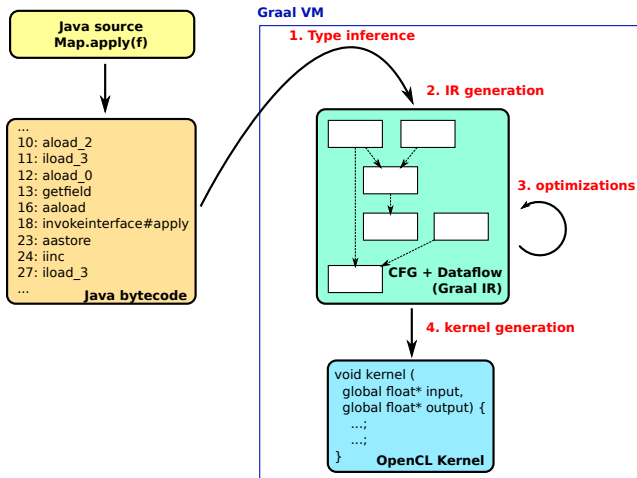 Graal VM
Java source
Map.apply(f)
1. Type inference
2. IR generation
...
10: aload_2
11: iload_3
12: aload_0
13: getfield
16: aaload
18: invokeinterface#apply
23: aastore
24: iinc
27: iload_3
...
Java bytecode
3. optimizations
CFG + Dataflow
(Graal IR)
4. kernel generation
void kernel (
global float* input,
global float* output) {
...;
...;
}
OpenCL Kernel